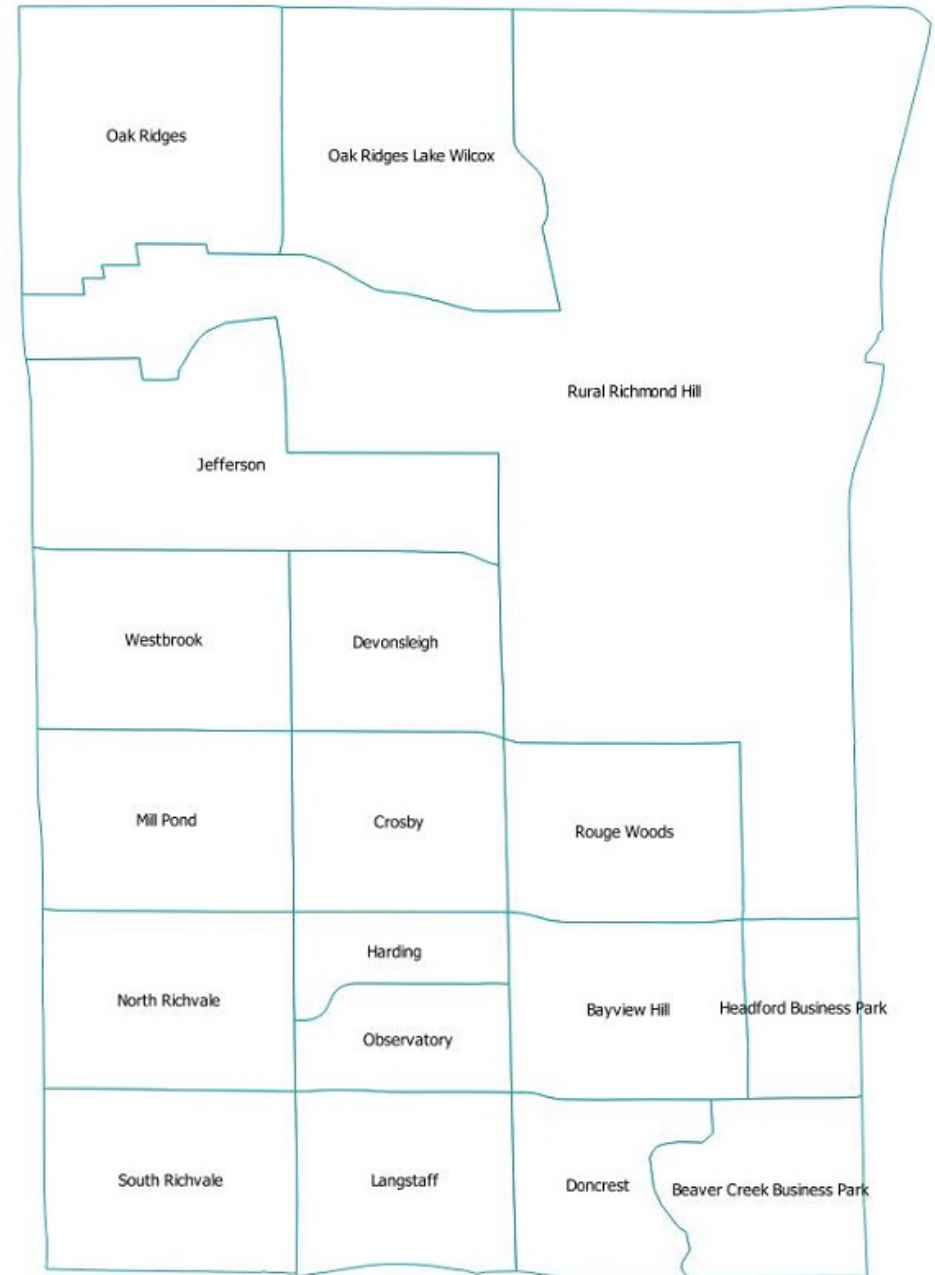 Oak Ridges
Oak Ridges Lake Wilcox
Rural Richmond Hill
Jefferson
Westbrook
Devonsleigh
Mill Pond
Crosby
Rouge Woods
Harding
North Richvale
Bayview Hill
Headford Business Park
Observatory
South Richvale
Langstaff
Doncrest
Beaver Creek Business Park